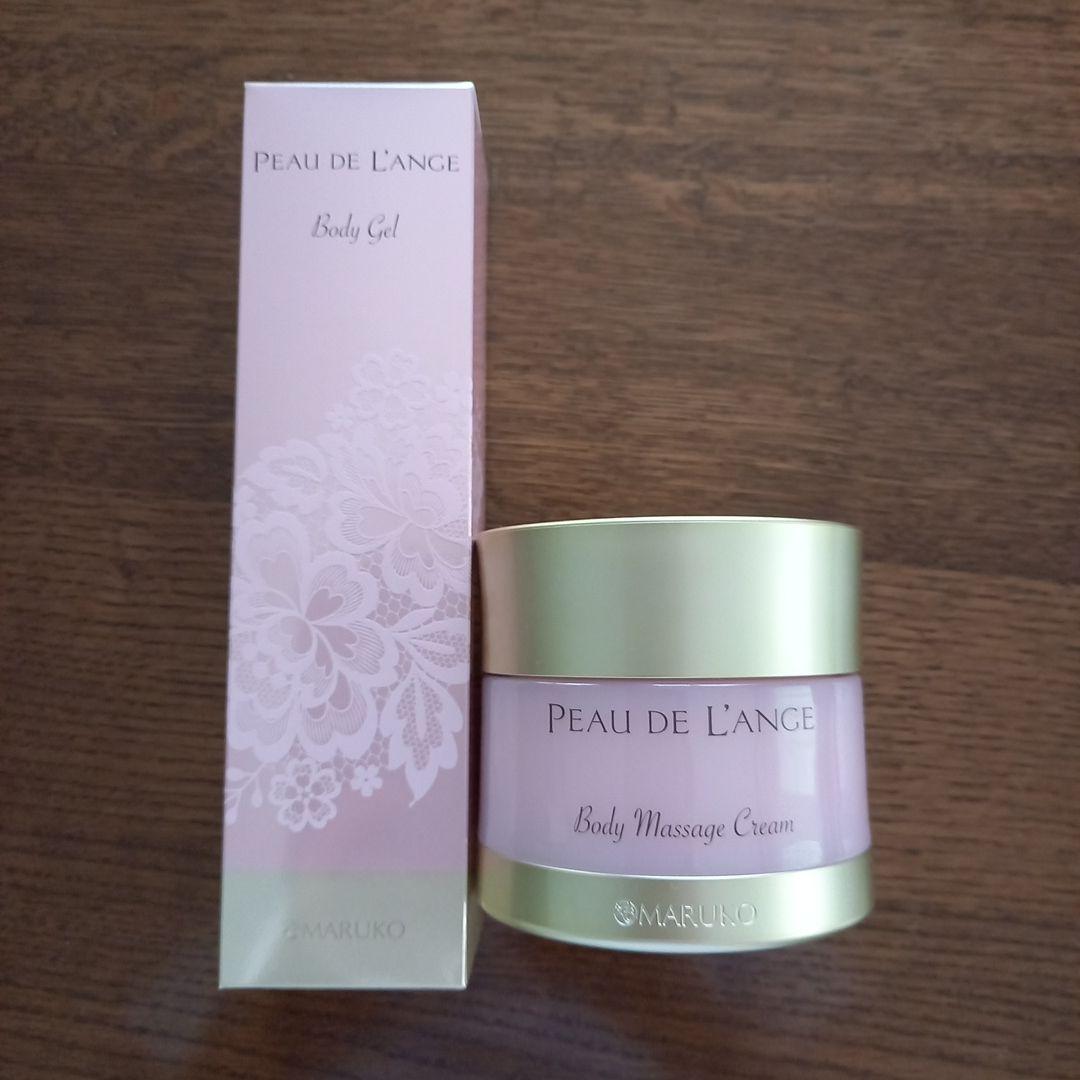 PEAU DE L'ANGE
Body Gel
MARUKO
PEAU DE L'ANGE
Body Massage Cream
MARUKO